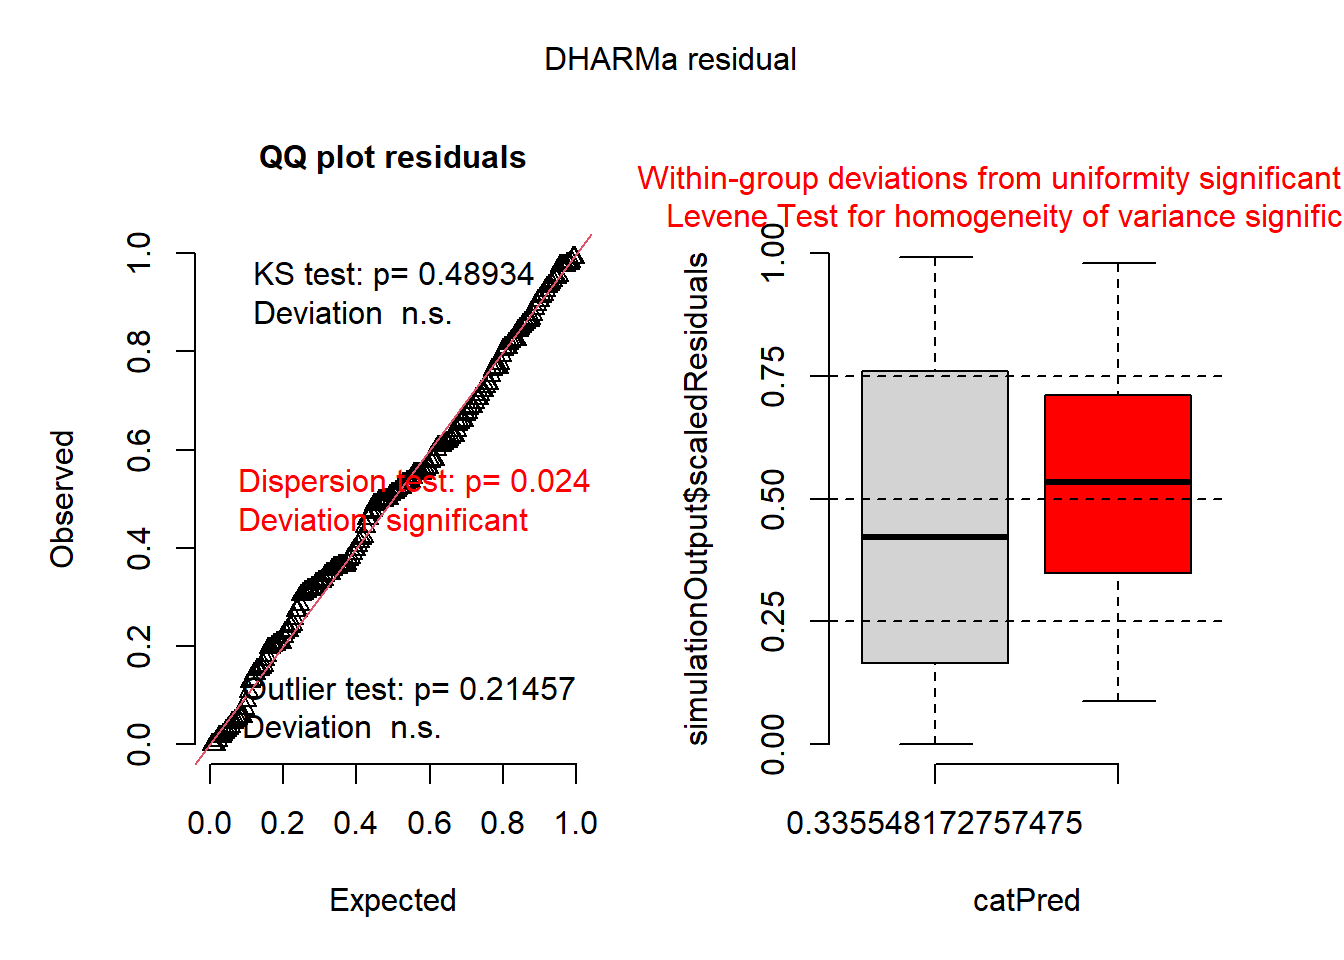 DHARMa residual
QQ plot residuals
KS test: p= 0.48934
Deviation  n.s.
Dispersion test: p= 0.024
Deviation  significant
Outlier test: p= 0.21457
Deviation  n.s.
Observed
0.0 0.2 0.4 0.6 0.8 1.0
0.0 0.2 0.4 0.6 0.8 1.0
Expected
Within-group deviations from uniformity significant
Levene Test for homogeneity of variance signific
simulationOutput$scaledResiduals
0.00 0.25 0.50 0.75 1.00
0.335548172757475
catPred